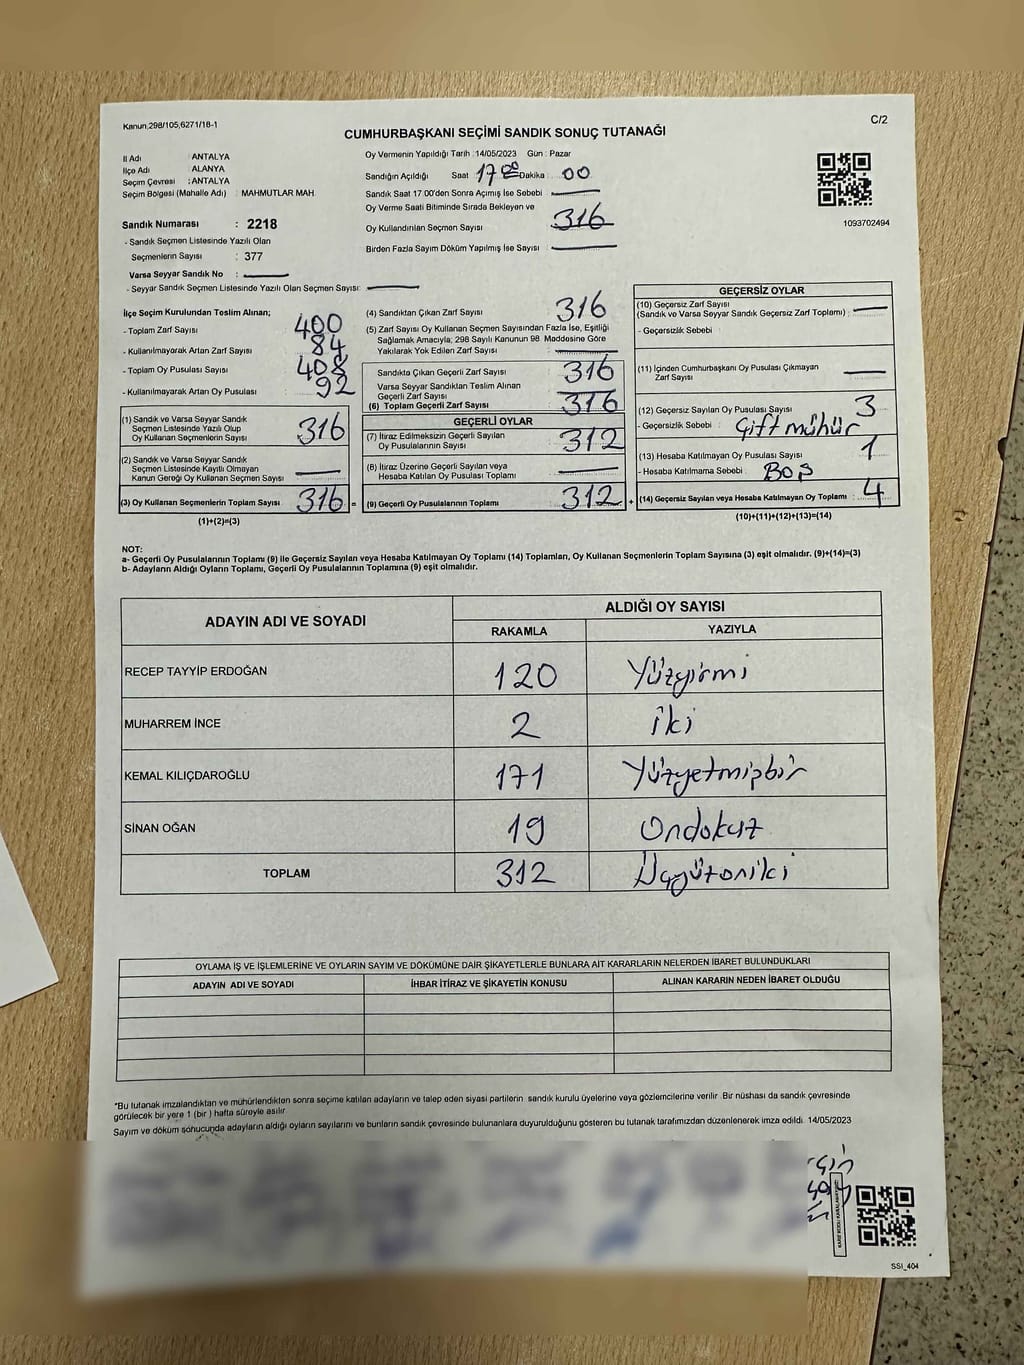 Kanun,298/105,6271/18-1
C/2
CUMHURBAŞKANI SEÇİMİ SANDIK SONUÇ TUTANAĞI
İl Adı : ANTALYA
İlçe Adı : ALANYA
Seçim Çevresi : ANTALYA
Seçim Bölgesi (Mahalle Adı) : MAHMUTLAR MAH.
Sandık Numarası : 2218
- Sandık Seçmen Listesinde Yazılı Olan
Seçmenlerin Sayısı : 377
Varsa Seyyar Sandık No :
- Seyyar Sandık Seçmen Listesinde Yazılı Olan Seçmen Sayısı:
Oy Vermenin Yapıldığı Tarih :14/05/2023 Gün : Pazar
Sandığın Açıldığı Saat 17 00 Dakika : 00
Sandık Saat 17.00'den Sonra Açmış İse Sebebi
Oy Verme Saati Bitiminde Sırada Bekleyen ve
Oy Kullandırılan Seçmen Sayısı 316
Birden Fazla Sayım Döküm Yapılmış İse Sayısı :
1093702494
İlçe Seçim Kurulundan Teslim Alınan;
- Toplam Zarf Sayısı 400
- Kullanılmayarak Artan Zarf Sayısı : 84
- Toplam Oy Pusulası Sayısı : 408
- Kullanılmayarak Artan Oy Pusulası : 92
(1) Sandık ve Varsa Seyyar Sandık
Seçmen Listesinde Yazılı Olup
Oy Kullanan Seçmenlerin Sayısı 316
(2) Sandık ve Varsa Seyyar Sandık
Seçmen Listesinde Kayıtlı Olmayan
Kanun Gereği Oy Kullanan Seçmen Sayısı
(3) Oy Kullanan Seçmenlerin Toplam Sayısı 316 =
(1)+(2)=(3)
(4) Sandıktan Çıkan Zarf Sayısı 316
(5) Zarf Sayısı Oy Kullanan Seçmen Sayısından Fazla İse, Eşitliği
Sağlamak Amacıyla; 298 Sayılı Kanunun 98. Maddesine Göre
Yakılarak Yok Edilen Zarf Sayısı :
Sandıkta Çıkan Geçerli Zarf Sayısı 316
Varsa Seyyar Sandıktan Teslim Alınan
Geçerli Zarf Sayısı
(6) Toplam Geçerli Zarf Sayısı : 316
GEÇERLİ OYLAR
(7) İtiraz Edilmeksizin Geçerli Sayılan
Oy Pusulalarının Sayısı : 312
(8) İtiraz Üzerine Geçerli Sayılan veya
Hesaba Katılan Oy Pusulası Toplamı :
(9) Geçerli Oy Pusulalarının Toplamı : 312 +
GEÇERSİZ OYLAR
(10) Geçersiz Zarf Sayısı
(Sandık ve Varsa Seyyar Sandık Geçersiz Zarf Toplamı) :
- Geçersizlik Sebebi :
(11) İçinden Cumhurbaşkanı Oy Pusulası Çıkmayan
Zarf Sayısı
(12) Geçersiz Sayılan Oy Pusulası Sayısı : 3
- Geçersizlik Sebebi : Çift mühür
(13) Hesaba Katılmayan Oy Pusulası Sayısı : 1
- Hesaba Katılmama Sebebi : Boş
(14) Geçersiz Sayılan veya Hesaba Katılmayan Oy Toplamı : 4
(10)+(11)+(12)+(13)=(14)
NOT:
a- Geçerli Oy Pusulalarının Toplamı (9) ile Geçersiz Sayılan veya Hesaba Katılmayan Oy Toplamı (14) Toplamları, Oy Kullanan Seçmenlerin Toplam Sayısına (3) eşit olmalıdır. (9)+(14)=(3)
b- Adayların Aldığı Oyların Toplamı, Geçerli Oy Pusulalarının Toplamına (9) eşit olmalıdır.
ADAYIN ADI VE SOYADI
ALDIĞI OY SAYISI
RAKAMLA YAZIYLA
RECEP TAYYİP ERDOĞAN 120 Yüzyirmi
MUHARREM İNCE 2 iki
KEMAL KILIÇDAROĞLU 171 Yüzyetmişbir
SİNAN OĞAN 19 Ondokuz
TOPLAM 312 Üçyüzoniki
OYLAMA İŞ VE İŞLEMLERİNE VE OYLARIN SAYIM VE DÖKÜMÜNE DAİR ŞİKAYETLERLE BUNLARA AİT KARARLARIN NELERDEN İBARET BULUNDUKLARI
ADAYIN ADI VE SOYADI İHBAR İTİRAZ VE ŞİKAYETİN KONUSU ALINAN KARARIN NEDEN İBARET OLDUĞU
*Bu tutanak imzalandıktan ve mühürlendikten sonra seçime katılan adayların ve talep eden siyasi partilerin sandık kurulu üyelerine veya gözlemcilerine verilir. Bir nüshası da sandık çevresinde
görülecek bir yere 1 (bir) hafta süreyle asılır.
Sayım ve döküm sonucunda adayların aldığı oyların sayılarını ve bunların sandık çevresinde bulunanlara duyurulduğunu gösteren bu tutanak tarafımızdan düzenlenerek imza edildi. 14/05/2023
SSI_404